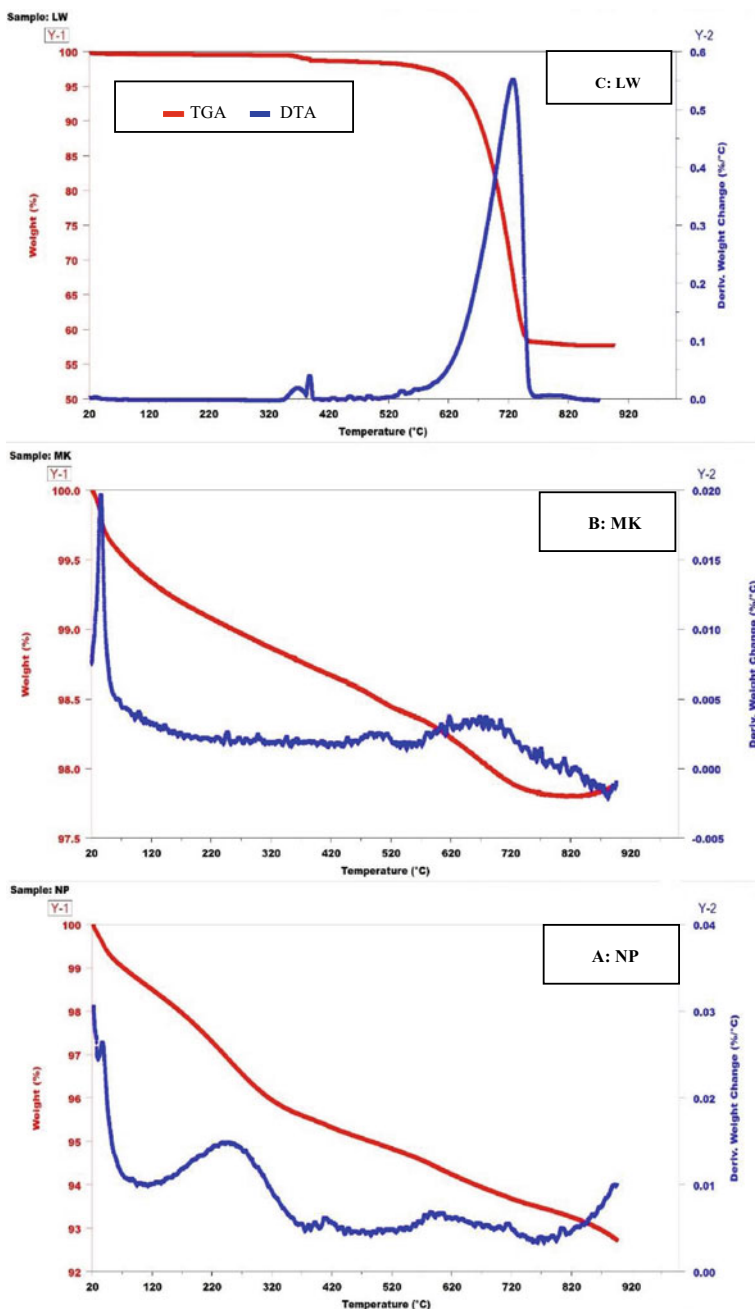 Sample: LW
Y-1
Y-2
C: LW
TGA DTA
100
95
90
85
80
75
70
65
60
55
50
Weight (%)
0.6
0.5
0.4
0.3
0.2
0.1
0.0
Deriv. Weight Change (%/°C)
20 120 220 320 420 520 620 720 820 920
Temperature (°C)
Sample: MK
Y-1
Y-2
B: MK
100.0
99.5
99.0
98.5
98.0
97.5
Weight (%)
0.020
0.015
0.010
0.005
0.000
-0.005
Deriv. Weight Change (%/°C)
20 120 220 320 420 520 620 720 820 920
Temperature (°C)
Sample: NP
Y-1
Y-2
A: NP
100
99
98
97
96
95
94
93
92
Weight (%)
0.04
0.03
0.02
0.01
0.00
Deriv. Weight Change (%/°C)
20 120 220 320 420 520 620 720 820 920
Temperature (°C)